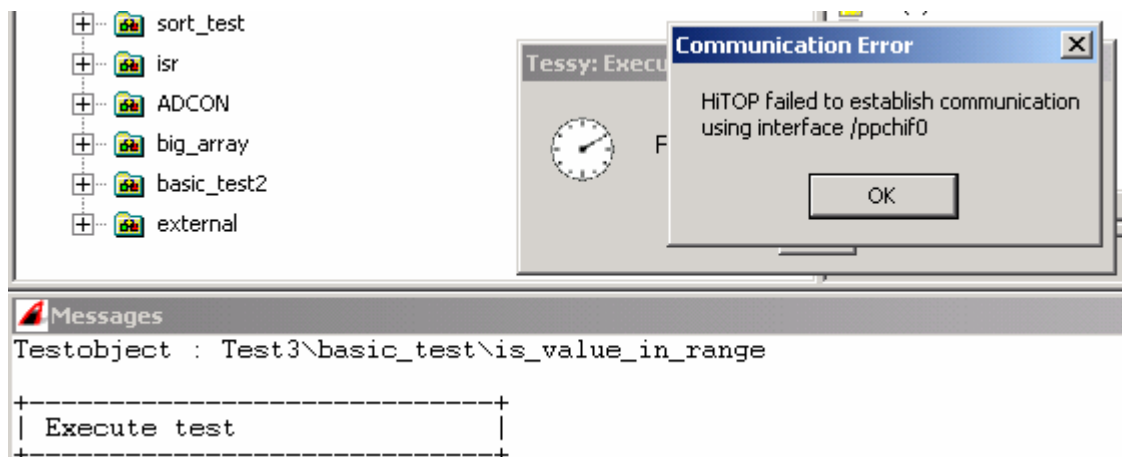 sort_test
isr
ADCON
big_array
basic_test2
external
Tessy: Execu
F
Communication Error
HiTOP failed to establish communication
using interface /ppchif0
OK
Messages
Testobject : Test3\basic_test\is_value_in_range
+------------------------------+
| Execute test |
+------------------------------+